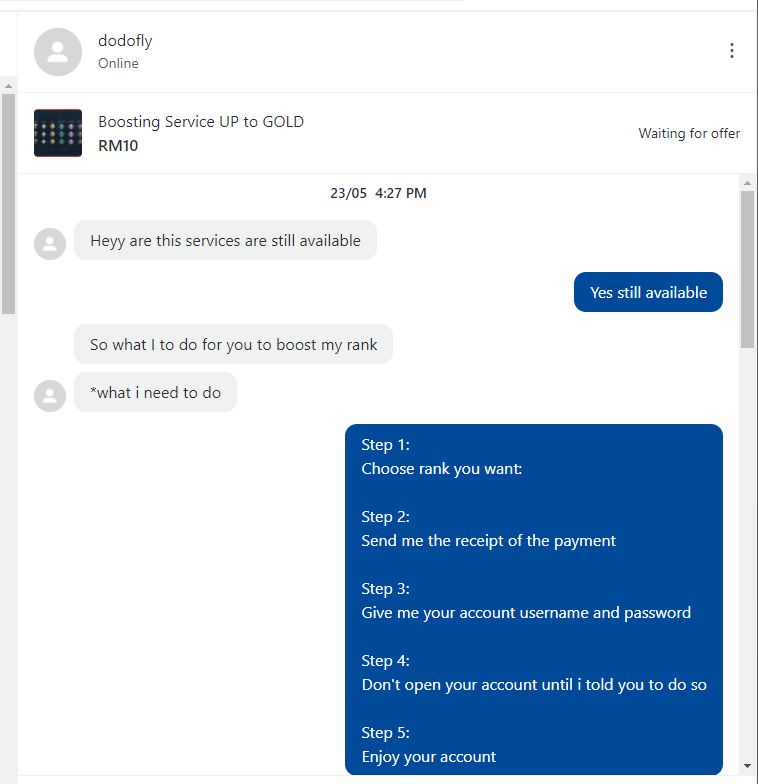 dodofly
Online
Boosting Service UP to GOLD
RM10
Waiting for offer
23/05 4:27 PM
Heyy are this services are still available
Yes still available
So what I to do for you to boost my rank
*what i need to do
Step 1:
Choose rank you want:
Step 2:
Send me the receipt of the payment
Step 3:
Give me your account username and password
Step 4:
Don't open your account until i told you to do so
Step 5:
Enjoy your account